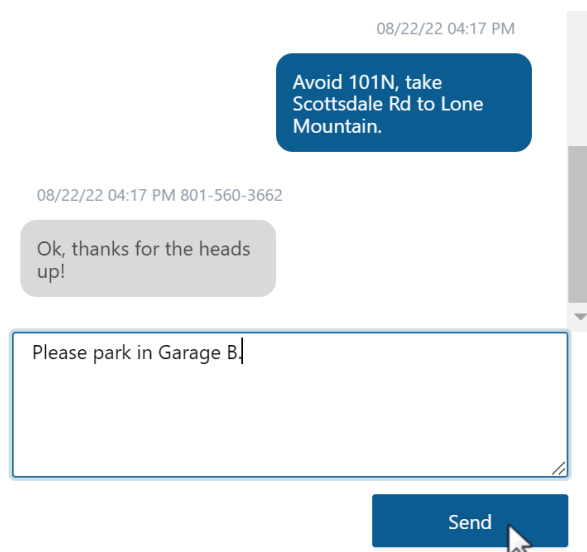 08/22/22 04:17 PM
Avoid 101N, take
Scottsdale Rd to Lone
Mountain.
08/22/22 04:17 PM 801-560-3662
Ok, thanks for the heads
up!
Please park in Garage B.
Send